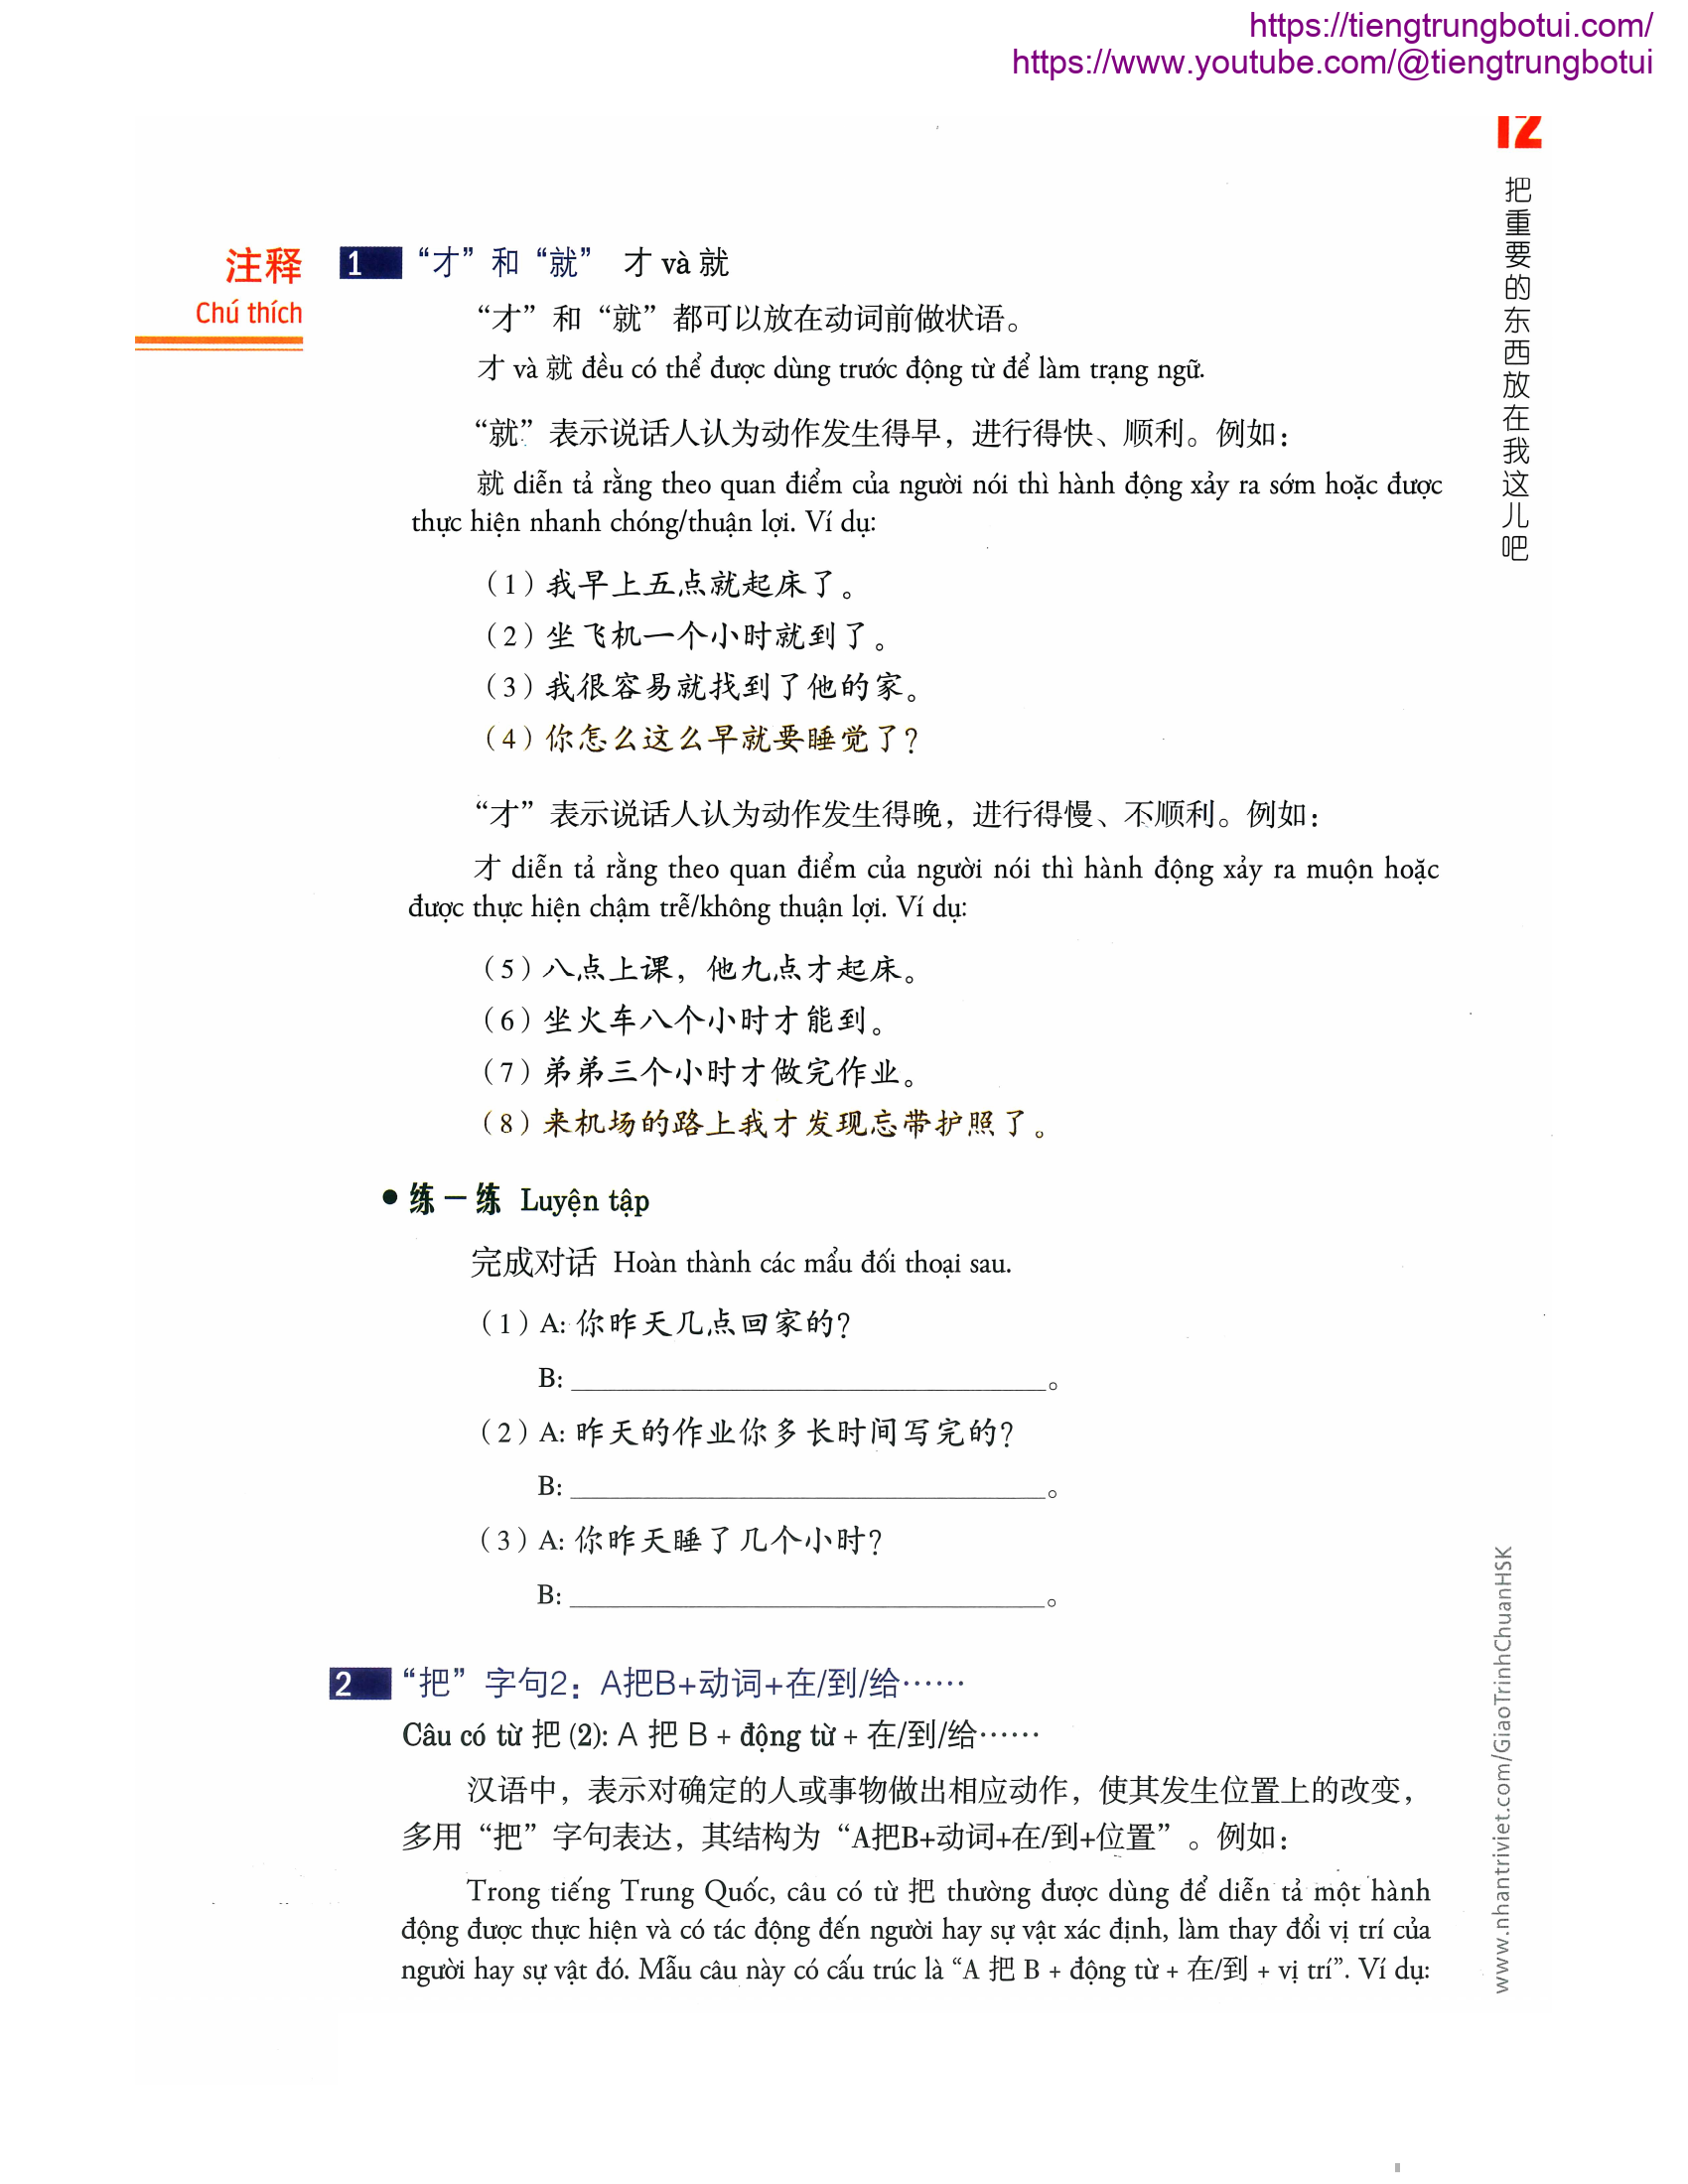 https://tiengtrungbotui.com/
https://www.youtube.com/@tiengtrungbotui
12
把重要的东西放在我这儿吧
注释
Chú thích
1 “才”和“就” 才 và 就
“才”和“就”都可以放在动词前做状语。
才 và 就 đều có thể được dùng trước động từ để làm trạng ngữ.
“就”表示说话人认为动作发生得早，进行得快、顺利。例如：
就 diễn tả rằng theo quan điểm của người nói thì hành động xảy ra sớm hoặc được
thực hiện nhanh chóng/thuận lợi. Ví dụ:
（1）我早上五点就起床了。
（2）坐飞机一个小时就到了。
（3）我很容易就找到了他的家。
（4）你怎么这么早就要睡觉了？
“才”表示说话人认为动作发生得晚，进行得慢、不顺利。例如：
才 diễn tả rằng theo quan điểm của người nói thì hành động xảy ra muộn hoặc
được thực hiện chậm trễ/không thuận lợi. Ví dụ:
（5）八点上课，他九点才起床。
（6）坐火车八个小时才能到。
（7）弟弟三个小时才做完作业。
（8）来机场的路上我才发现忘带护照了。
● 练一练 Luyện tập
完成对话 Hoàn thành các mẩu đối thoại sau.
（1）A: 你昨天几点回家的？
B: ________________________________。
（2）A: 昨天的作业你多长时间写完的？
B: ________________________________。
（3）A: 你昨天睡了几个小时？
B: ________________________________。
2 “把”字句2：A把B+动词+在/到/给……
Câu có từ 把 (2): A 把 B + động từ + 在/到/给……
汉语中，表示对确定的人或事物做出相应动作，使其发生位置上的改变，
多用“把”字句表达，其结构为“A把B+动词+在/到+位置”。例如：
Trong tiếng Trung Quốc, câu có từ 把 thường được dùng để diễn tả một hành
động được thực hiện và có tác động đến người hay sự vật xác định, làm thay đổi vị trí của
người hay sự vật đó. Mẫu câu này có cấu trúc là “A 把 B + động từ + 在/到 + vị trí”. Ví dụ:
www.nhantriviet.com/GiaoTrinhChuanHSK